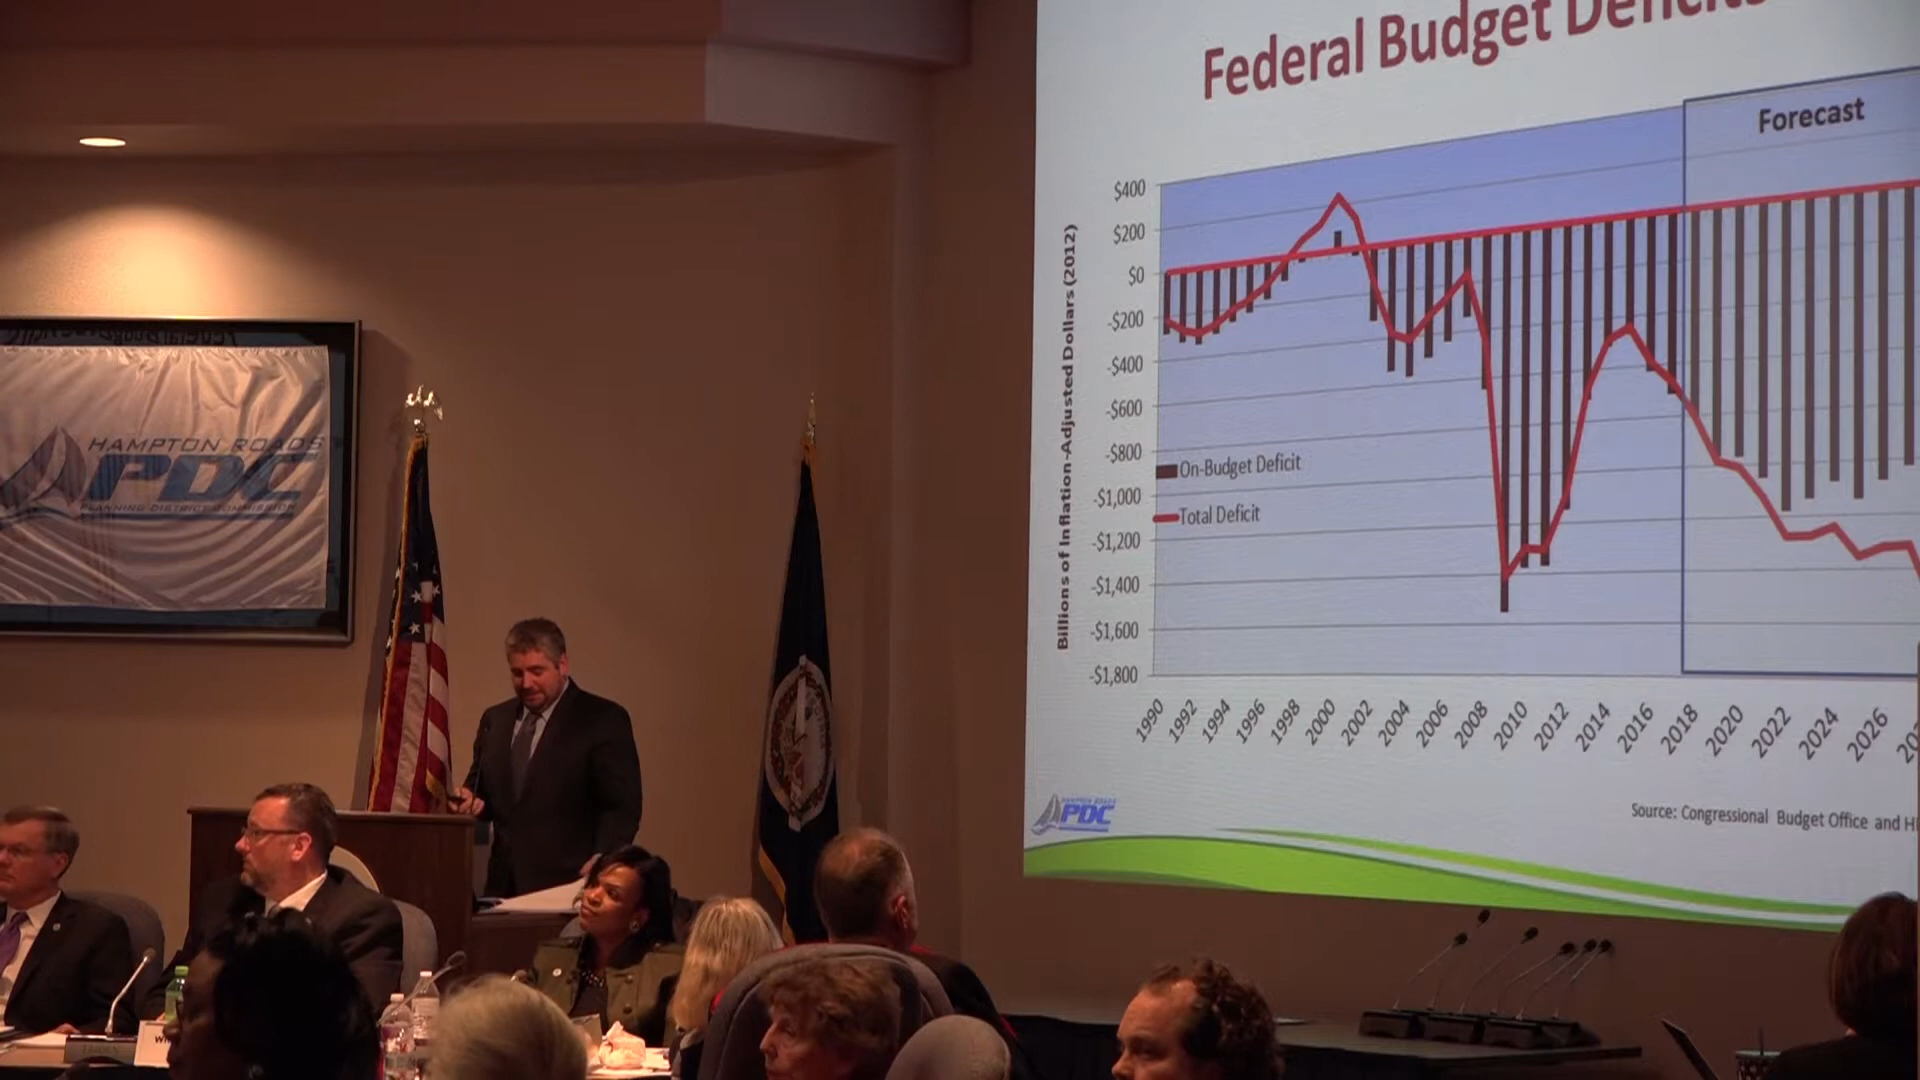 Federal Budget Deficits
Forecast
$400
$200
$0
-$200
-$400
-$600
-$800
-$1,000
-$1,200
-$1,400
-$1,600
-$1,800
Billions of Inflation-Adjusted Dollars (2012)
On-Budget Deficit
Total Deficit
1990
1992
1994
1996
1998
2000
2002
2004
2006
2008
2010
2012
2014
2016
2018
2020
2022
2024
2026
Source: Congressional Budget Office and H
HAMPTON ROADS
PDC
HAMPTON ROADS
PDC
PLANNING DISTRICT COMMISSION